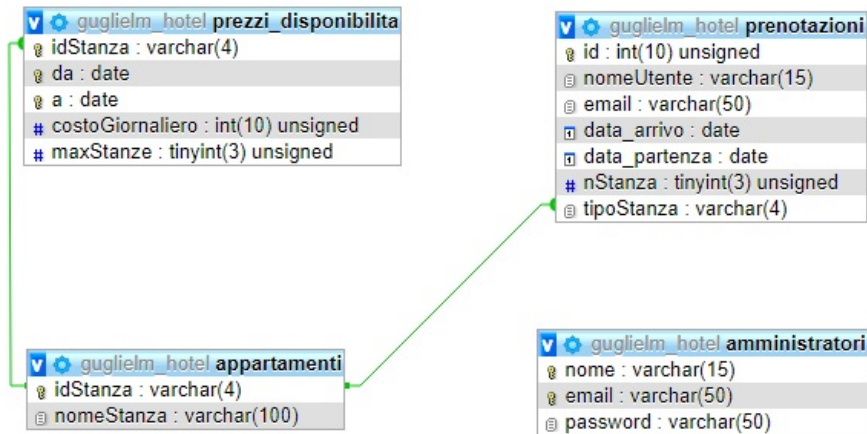 guglielm_hotel prezzi_disponibilita
idStanza : varchar(4)
da : date
a : date
# costoGiornaliero : int(10) unsigned
# maxStanze : tinyint(3) unsigned
guglielm_hotel prenotazioni
id : int(10) unsigned
nomeUtente : varchar(15)
email : varchar(50)
data_arrivo : date
data_partenza : date
# nStanza : tinyint(3) unsigned
tipoStanza : varchar(4)
guglielm_hotel appartamenti
idStanza : varchar(4)
nomeStanza : varchar(100)
guglielm_hotel amministratori
nome : varchar(15)
email : varchar(50)
password : varchar(50)